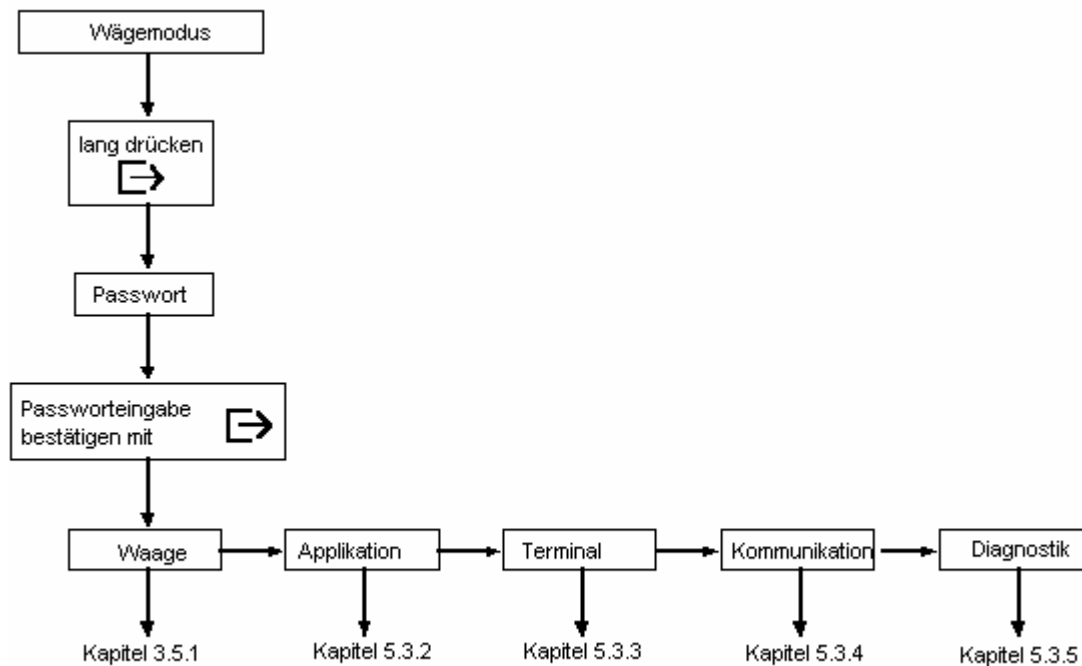 Wägemodus
lang drücken
Passwort
Passworteingabe
bestätigen mit
Waage
Applikation
Terminal
Kommunikation
Diagnostik
Kapitel 3.5.1
Kapitel 5.3.2
Kapitel 5.3.3
Kapitel 5.3.4
Kapitel 5.3.5